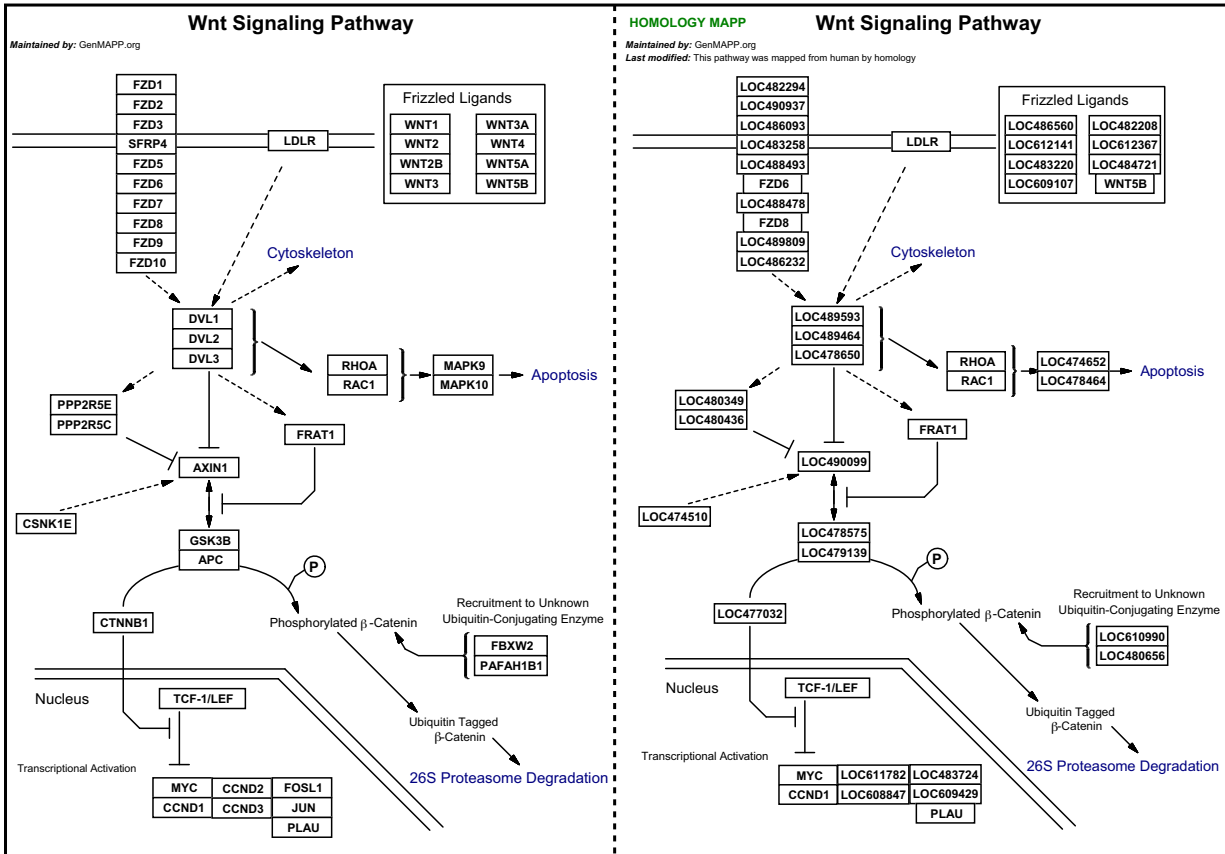 Wnt Signaling Pathway
Maintained by: GenMAPP.org
FZD1
FZD2
FZD3
SFRP4
FZD5
FZD6
FZD7
FZD8
FZD9
FZD10
LDLR
Frizzled Ligands
WNT1 WNT3A
WNT2 WNT4
WNT2B WNT5A
WNT3 WNT5B
Cytoskeleton
DVL1
DVL2
DVL3
RHOA
RAC1
MAPK9
MAPK10
Apoptosis
PPP2R5E
PPP2R5C
FRAT1
AXIN1
CSNK1E
GSK3B
APC
P
CTNNB1
Phosphorylated β-Catenin
Recruitment to Unknown
Ubiquitin-Conjugating Enzyme
FBXW2
PAFAH1B1
Nucleus
TCF-1/LEF
Ubiquitin Tagged
β-Catenin
Transcriptional Activation
26S Proteasome Degradation
MYC CCND2 FOSL1
CCND1 CCND3 JUN
PLAU
HOMOLOGY MAPP
Wnt Signaling Pathway
Maintained by: GenMAPP.org
Last modified: This pathway was mapped from human by homology
LOC482294
LOC490937
LOC486093
LOC483258
LOC488493
FZD6
LOC488478
FZD8
LOC489809
LOC486232
LDLR
Frizzled Ligands
LOC486560 LOC482208
LOC612141 LOC612367
LOC483220 LOC484721
LOC609107 WNT5B
Cytoskeleton
LOC489593
LOC489464
LOC478650
RHOA
RAC1
LOC474652
LOC478464
Apoptosis
LOC480349
LOC480436
FRAT1
LOC490099
LOC474510
LOC478575
LOC479139
P
LOC477032
Phosphorylated β-Catenin
Recruitment to Unknown
Ubiquitin-Conjugating Enzyme
LOC610990
LOC480656
Nucleus
TCF-1/LEF
Ubiquitin Tagged
β-Catenin
Transcriptional Activation
26S Proteasome Degradation
MYC LOC611782 LOC483724
CCND1 LOC608847 LOC609429
PLAU